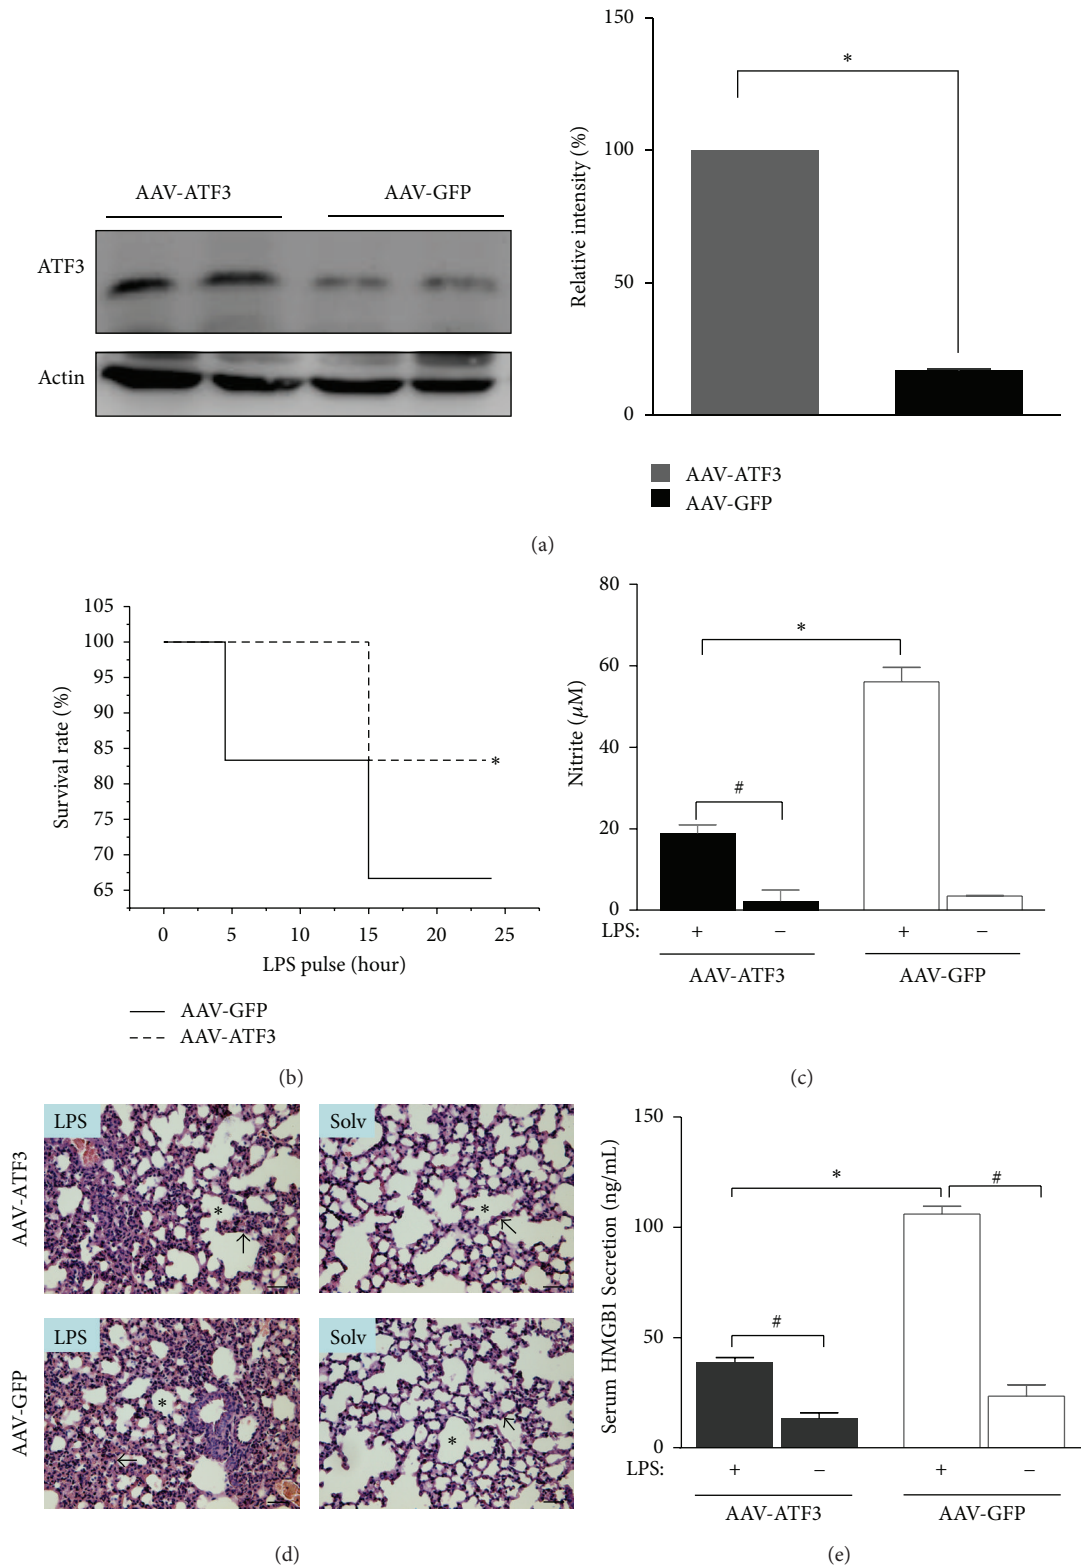 AAV-ATF3
AAV-GFP
ATF3
Actin
150
100
50
0
Relative intensity (%)
*
AAV-ATF3
AAV-GFP
(a)
105
100
95
90
85
80
75
70
65
Survival rate (%)
*
0 5 10 15 20 25
LPS pulse (hour)
AAV-GFP
AAV-ATF3
(b)
80
60
40
20
0
Nitrite (μM)
*
#
LPS: + − + −
AAV-ATF3 AAV-GFP
(c)
AAV-ATF3
LPS
*
Solv
*
AAV-GFP
LPS
*
Solv
*
(d)
150
100
50
0
Serum HMGB1 Secretion (ng/mL)
*
#
#
LPS: + − + −
AAV-ATF3 AAV-GFP
(e)